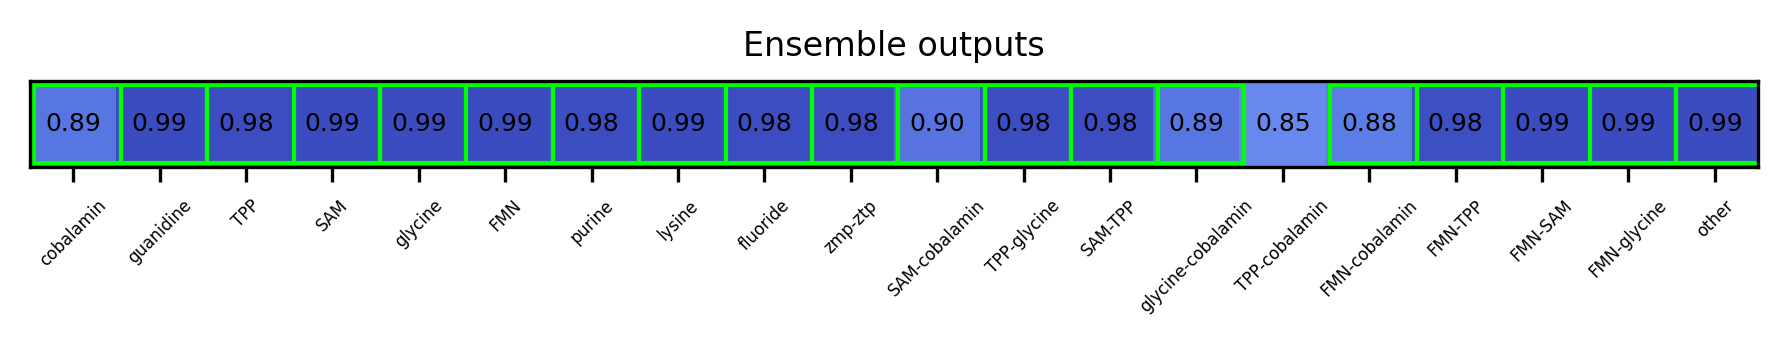 Ensemble outputs
0.89 0.99 0.98 0.99 0.99 0.99 0.98 0.99 0.98 0.98 0.90 0.98 0.98 0.89 0.85 0.88 0.98 0.99 0.99 0.99
cobalamin guanidine TPP SAM glycine FMN purine lysine fluoride zmp-ztp SAM-cobalamin TPP-glycine SAM-TPP glycine-cobalamin TPP-cobalamin FMN-cobalamin FMN-TPP FMN-SAM FMN-glycine other